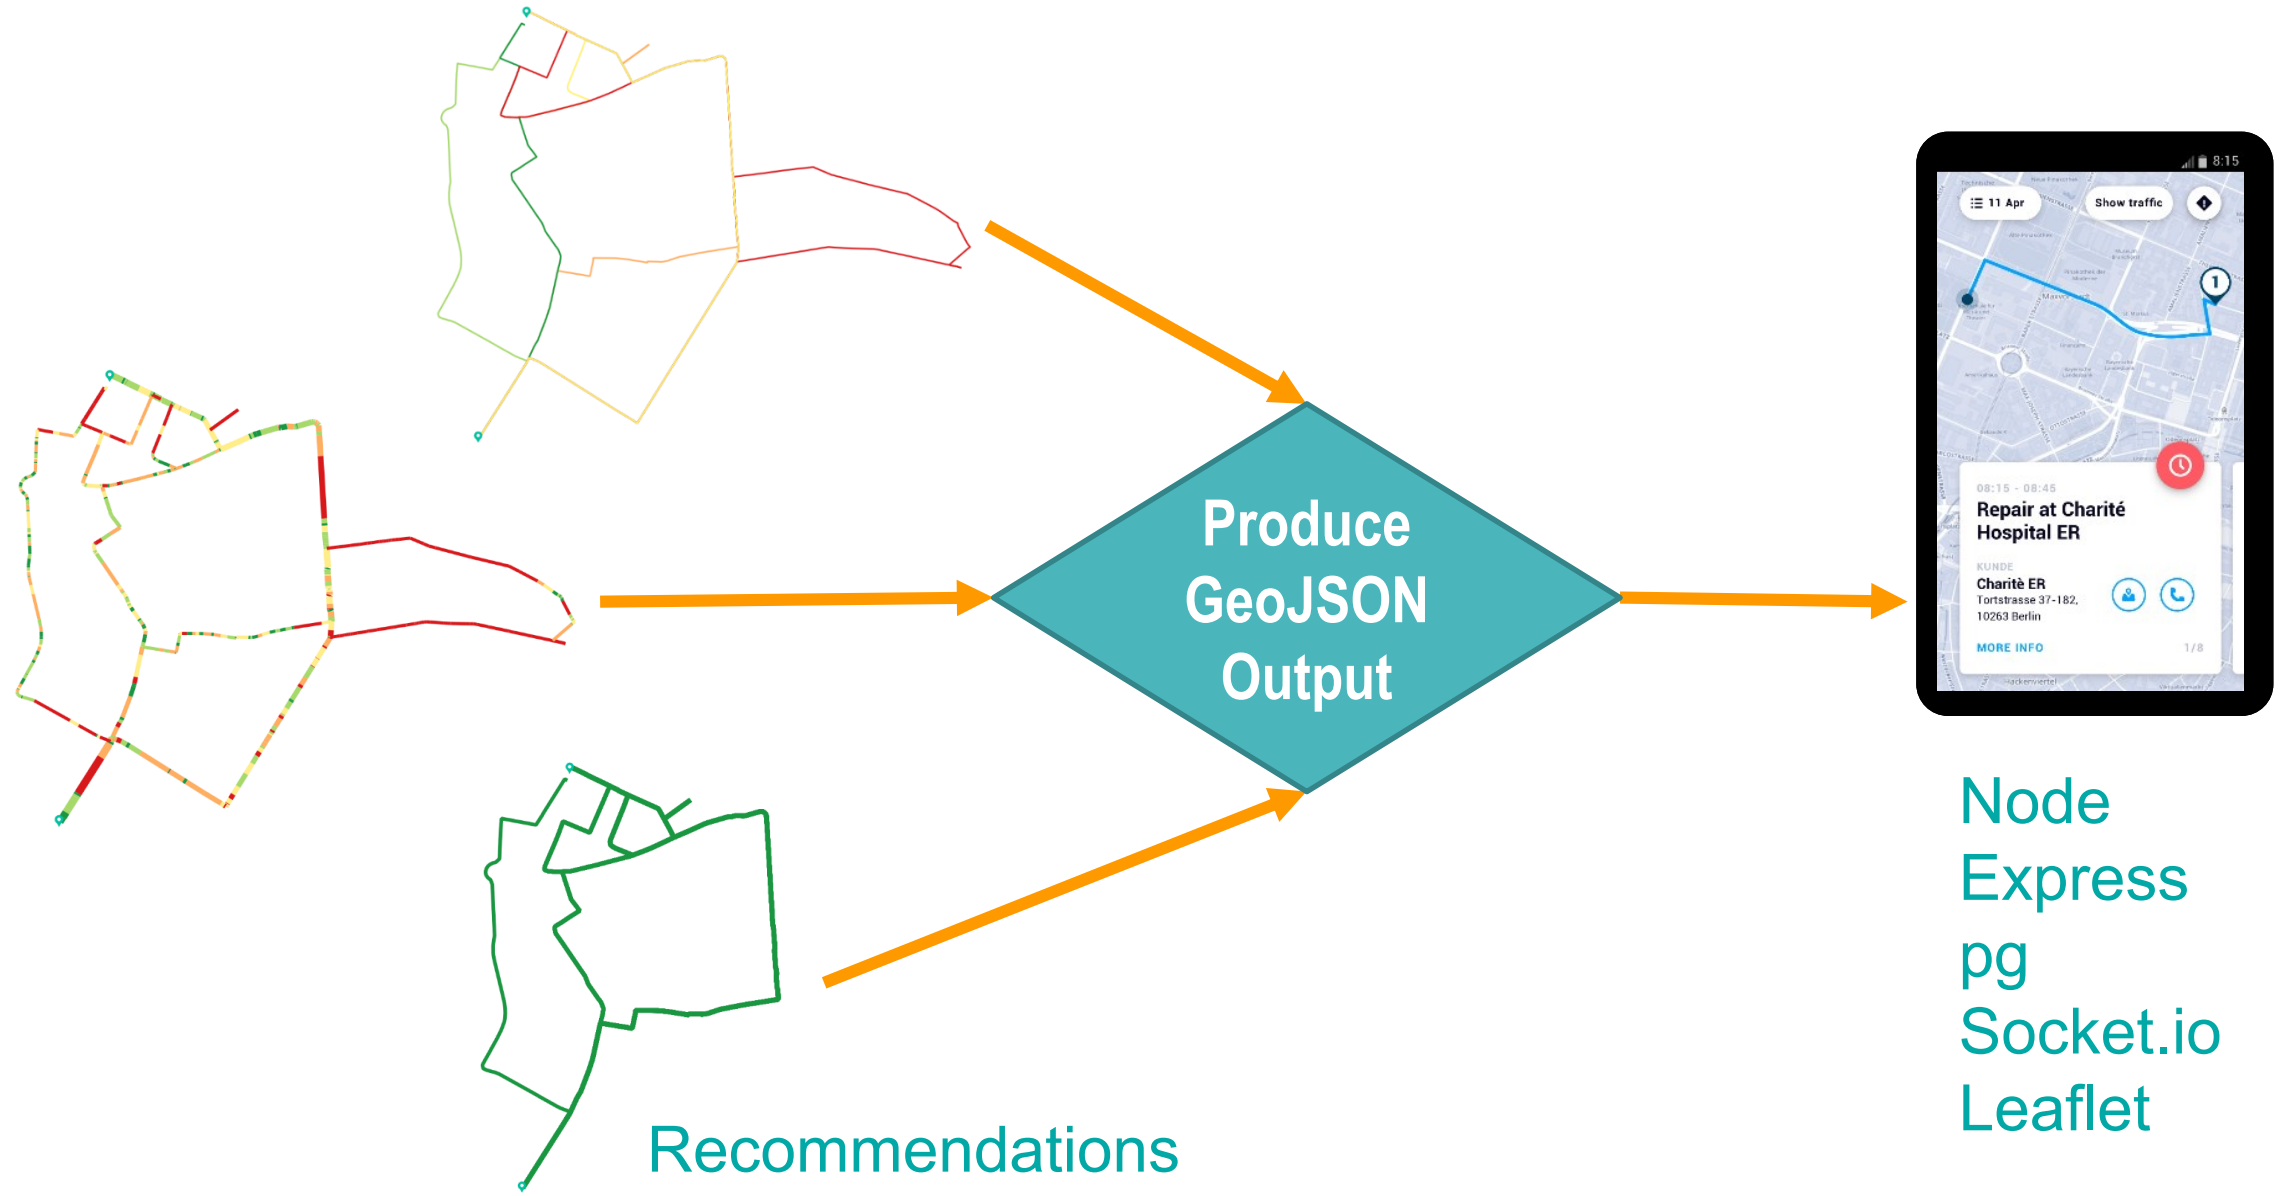 8:15
11 Apr
Show traffic
1
08:15 - 08:45
Repair at Charité
Hospital ER
KUNDE
Charitè ER
Tortstrasse 37-182,
10263 Berlin
MORE INFO
1/8
Hackenviertel
Produce
GeoJSON
Output
Node
Express
pg
Socket.io
Leaflet
Recommendations